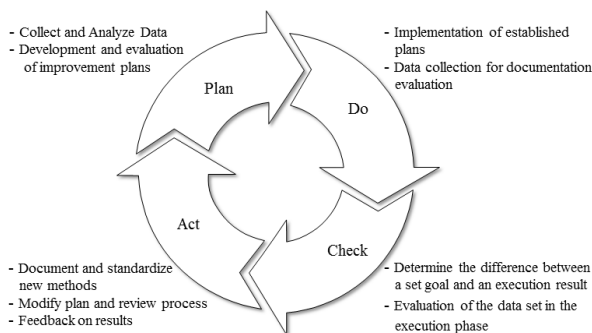 - Collect and Analyze Data
- Development and evaluation
of improvement plans
Plan
- Implementation of established
plans
- Data collection for documentation
evaluation
Do
Act
- Document and standardize
new methods
- Modify plan and review process
- Feedback on results
Check
- Determine the difference between
a set goal and an execution result
- Evaluation of the data set in the
execution phase